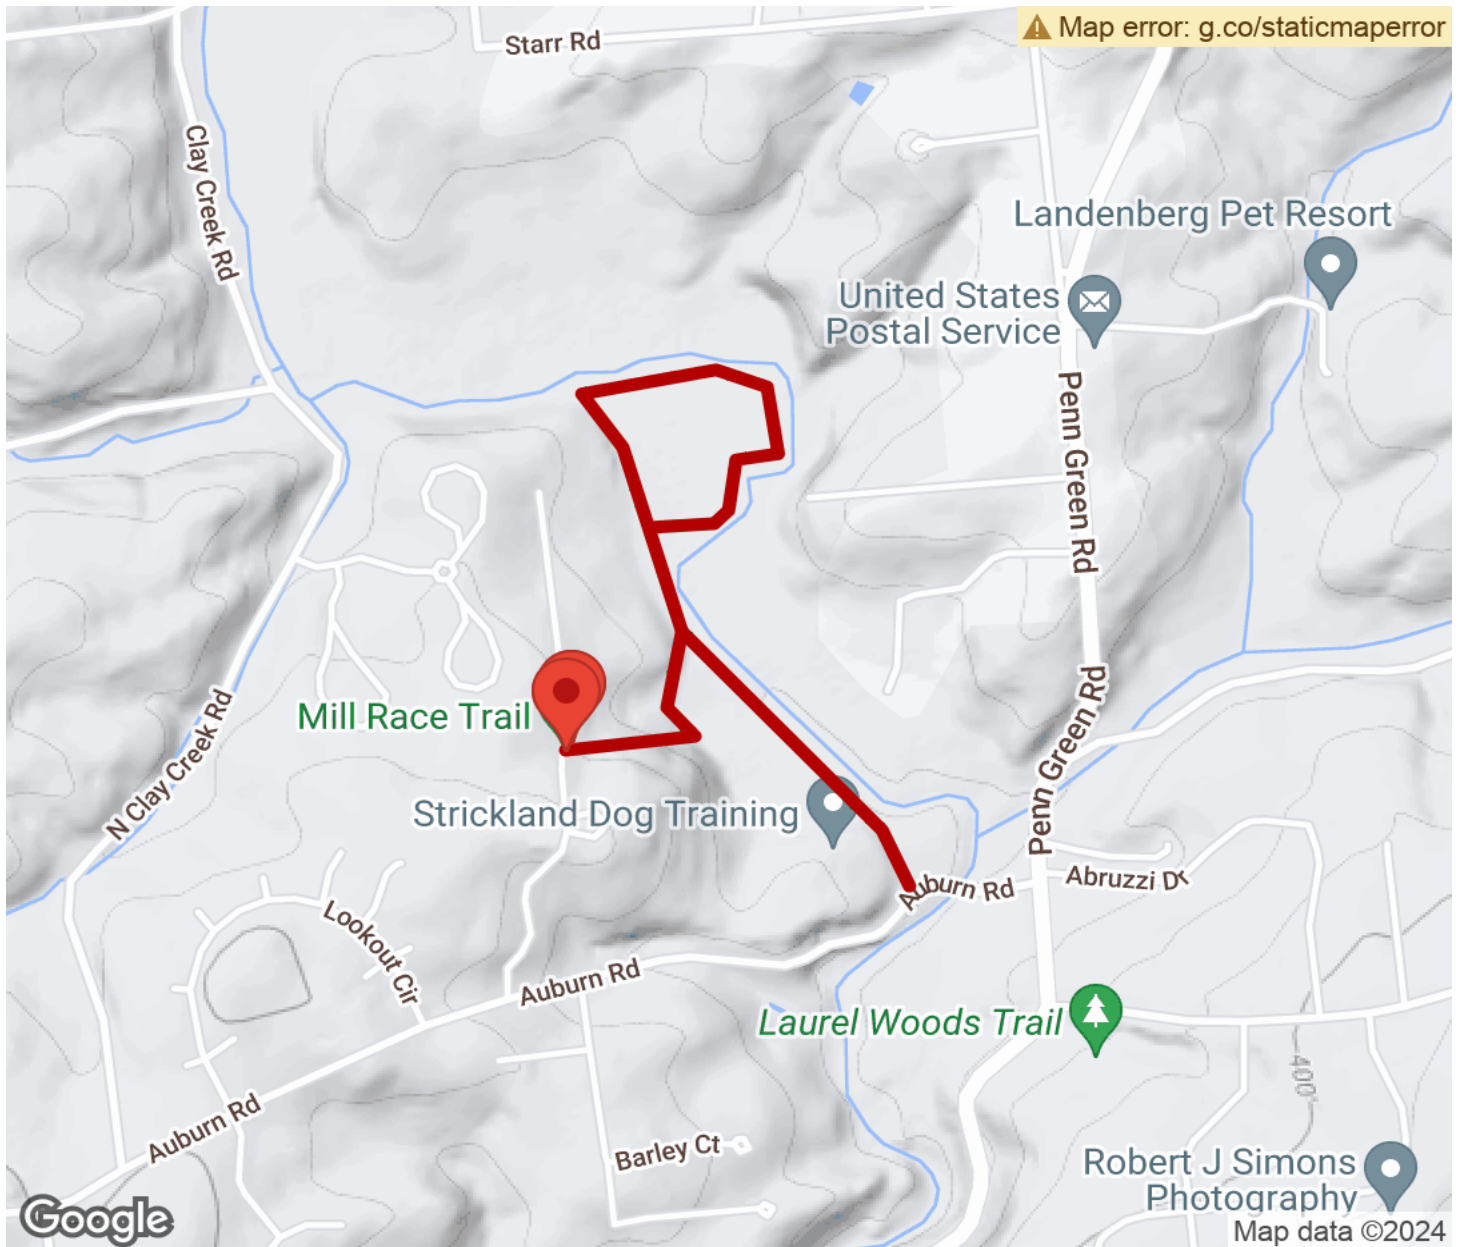 Map error: g.co/staticmaperror
Starr Rd
Clay Creek Rd
Landenberg Pet Resort
United States
Postal Service
Penn Green Rd
Mill Race Trail
N Clay Creek Rd
Penn Green Rd
Strickland Dog Training
Auburn Rd
Abruzzi Dr
Lookout Cir
Auburn Rd
Laurel Woods Trail
400'
Auburn Rd
Barley Ct
Robert J Simons
Photography
Google
Map data ©2024